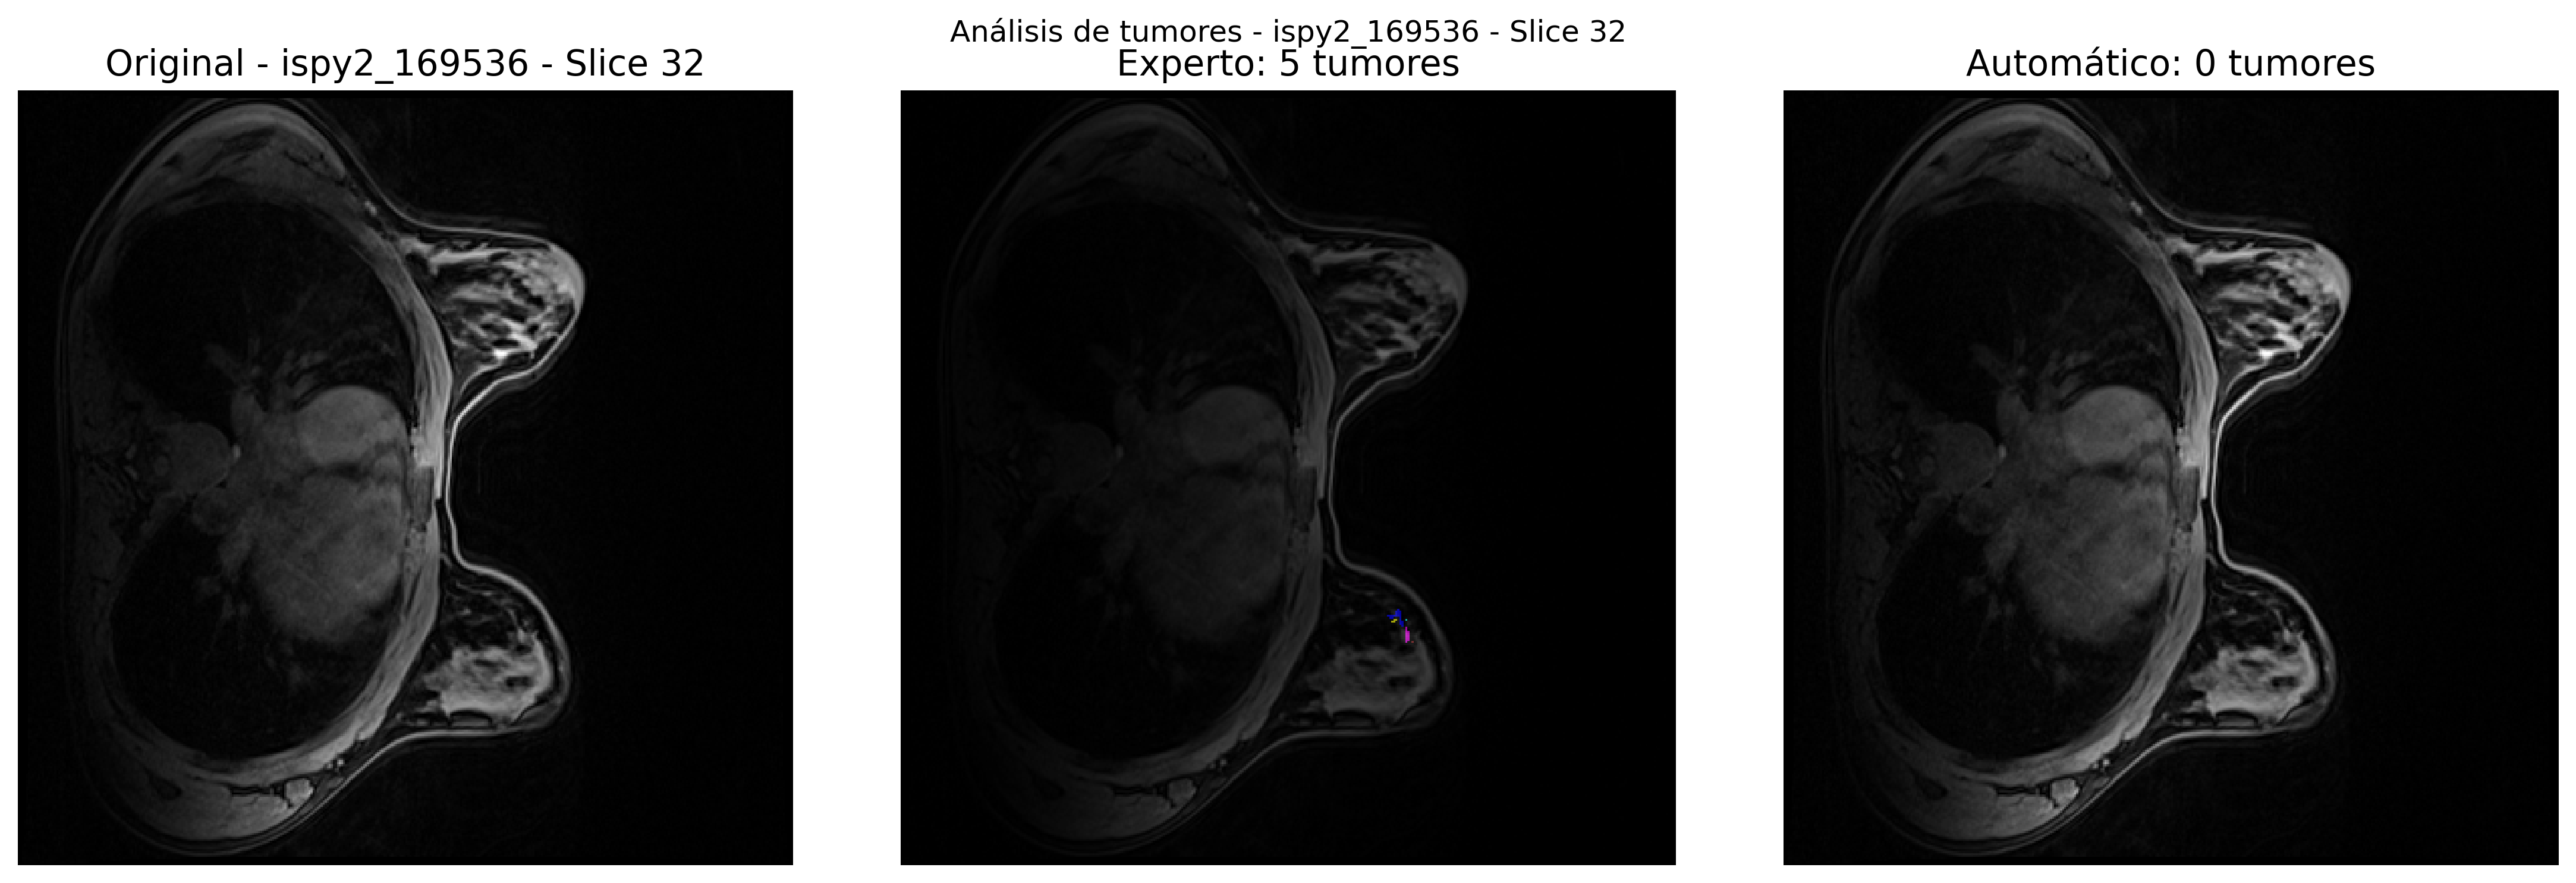 Análisis de tumores - ispy2_169536 - Slice 32
Original - ispy2_169536 - Slice 32
Experto: 5 tumores
Automático: 0 tumores